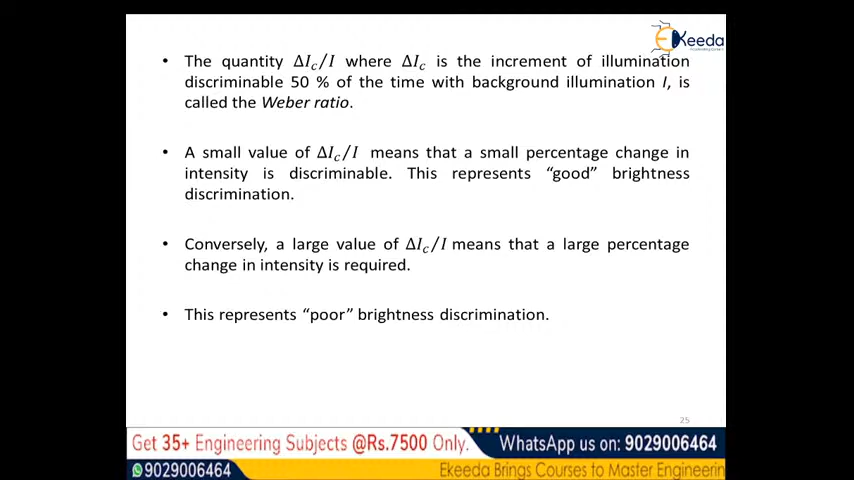 Ekeeda
• The quantity ΔI_c/I where ΔI_c is the increment of illumination
discriminable 50 % of the time with background illumination I, is
called the Weber ratio.
• A small value of ΔI_c/I means that a small percentage change in
intensity is discriminable. This represents “good” brightness
discrimination.
• Conversely, a large value of ΔI_c/I means that a large percentage
change in intensity is required.
• This represents “poor” brightness discrimination.
25
Get 35+ Engineering Subjects @Rs.7500 Only.
WhatsApp us on: 9029006464
9029006464
Ekeeda Brings Courses to Master Engineerin